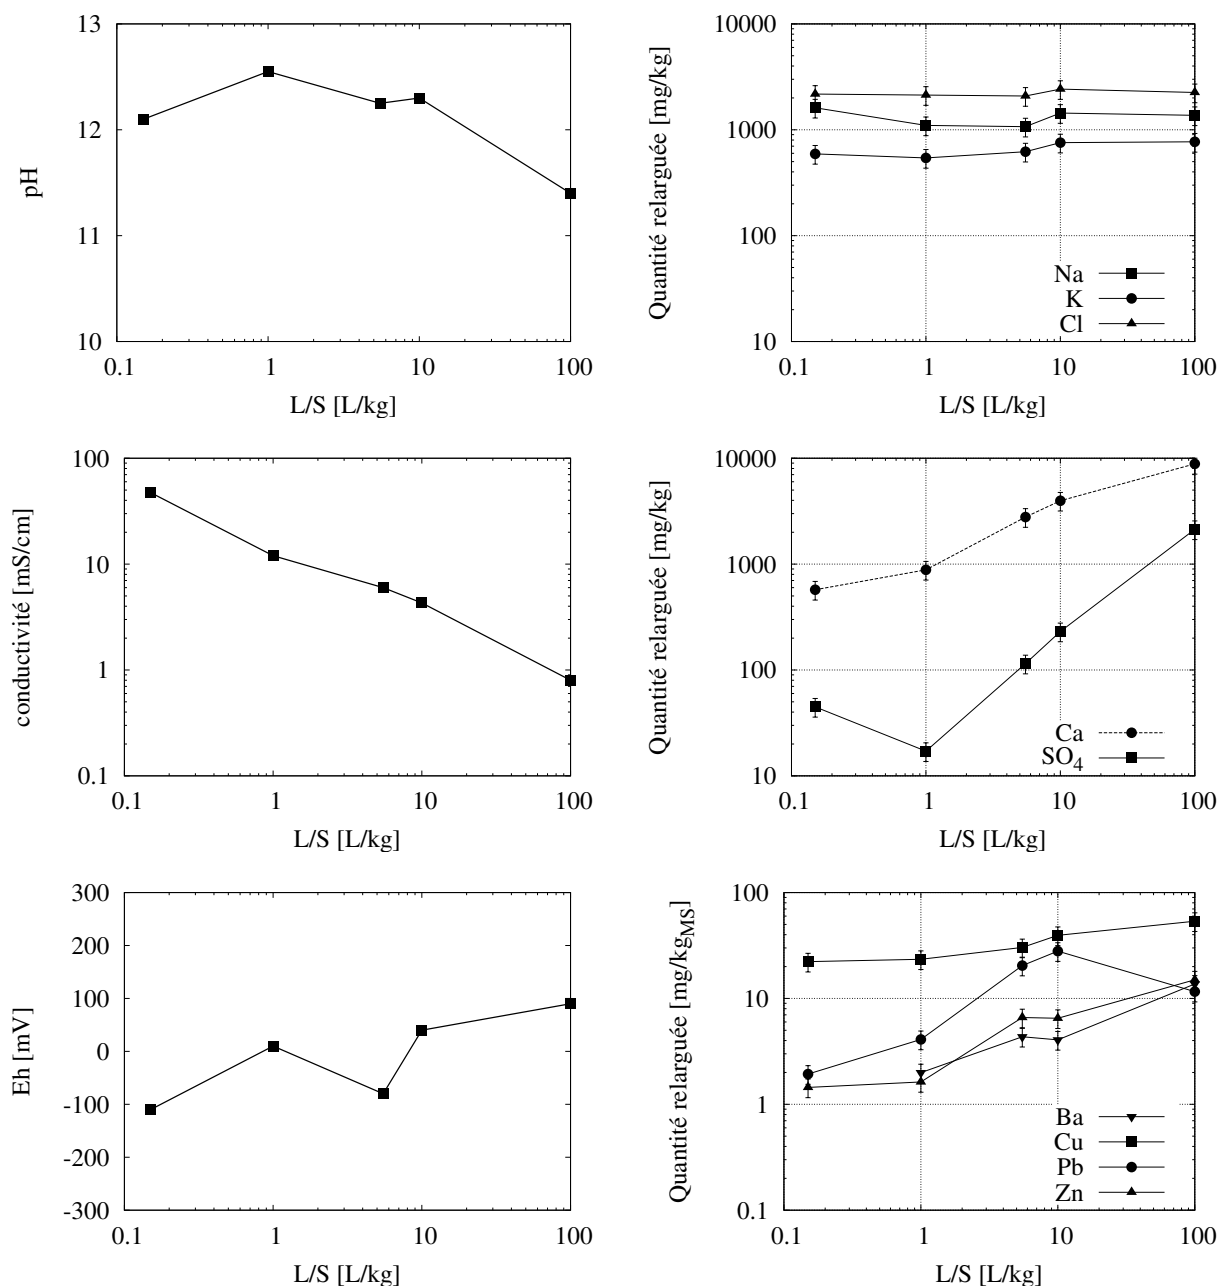 13
12
11
10
pH
0.1 1 10 100
L/S [L/kg]
10000
1000
100
10
Quantité relarguée [mg/kg]
Na
K
Cl
0.1 1 10 100
L/S [L/kg]
100
10
1
0.1
conductivité [mS/cm]
0.1 1 10 100
L/S [L/kg]
10000
1000
100
10
Quantité relarguée [mg/kg]
Ca
SO4
0.1 1 10 100
L/S [L/kg]
300
200
100
0
-100
-200
-300
Eh [mV]
0.1 1 10 100
L/S [L/kg]
100
10
1
0.1
Quantité relarguée [mg/kgMS]
Ba
Cu
Pb
Zn
0.1 1 10 100
L/S [L/kg]